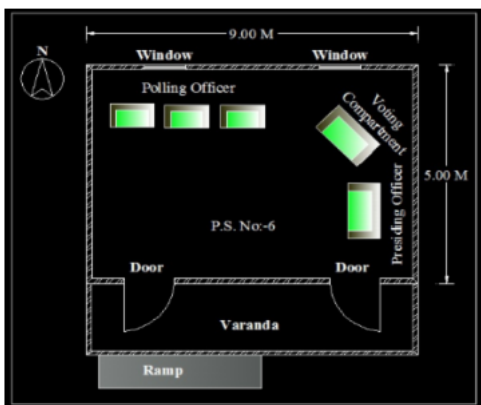 9.00 M
N
Window
Window
Polling Officer
Voting
Compartment
5.00 M
Presiding Officer
P.S. No:-6
Door
Door
Varanda
Ramp